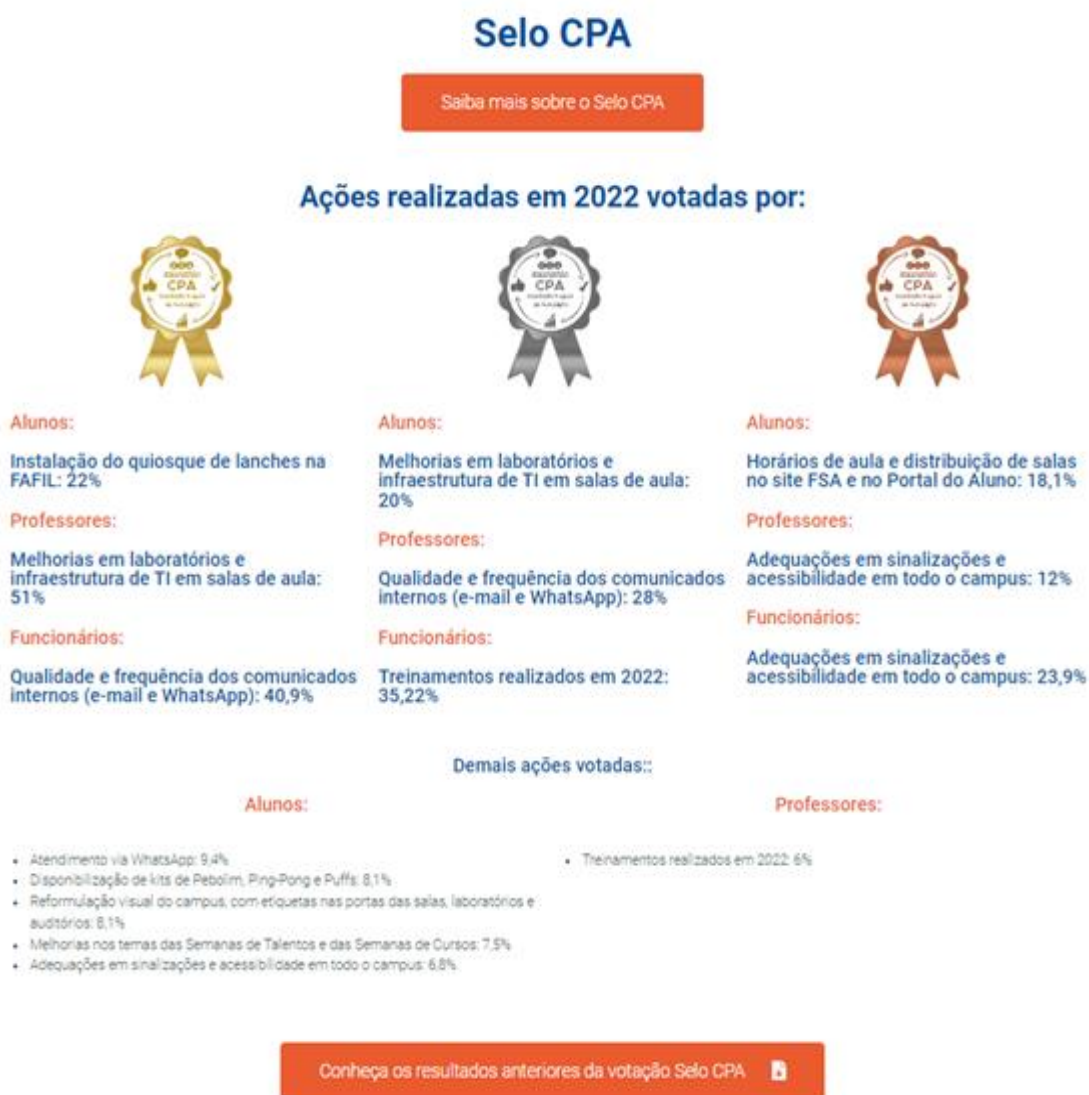 Selo CPA
Saiba mais sobre o Selo CPA
Ações realizadas em 2022 votadas por:
CPA
CPA
CPA
Alunos:
Instalação do quiosque de lanches na
FAFIL: 22%
Professores:
Melhorias em laboratórios e
infraestrutura de TI em salas de aula:
51%
Funcionários:
Qualidade e frequência dos comunicados
internos (e-mail e WhatsApp): 40,9%
Alunos:
Melhorias em laboratórios e
infraestrutura de TI em salas de aula:
20%
Professores:
Qualidade e frequência dos comunicados
internos (e-mail e WhatsApp): 28%
Funcionários:
Treinamentos realizados em 2022:
35,22%
Alunos:
Horários de aula e distribuição de salas
no site FSA e no Portal do Aluno: 18,1%
Professores:
Adequações em sinalizações e
acessibilidade em todo o campus: 12%
Funcionários:
Adequações em sinalizações e
acessibilidade em todo o campus: 23,9%
Demais ações votadas::
Alunos:
• Atendimento via WhatsApp: 9,4%
• Disponibilização de kits de Pebolim, Ping-Pong e Puffs: 8,1%
• Reformulação visual do campus, com etiquetas nas portas das salas, laboratórios e
auditórios: 8,1%
• Melhorias nos temas das Semanas de Talentos e das Semanas de Cursos: 7,5%
• Adequações em sinalizações e acessibilidade em todo o campus: 6,8%
Professores:
• Treinamentos realizados em 2022: 6%
Conheça os resultados anteriores da votação Selo CPA